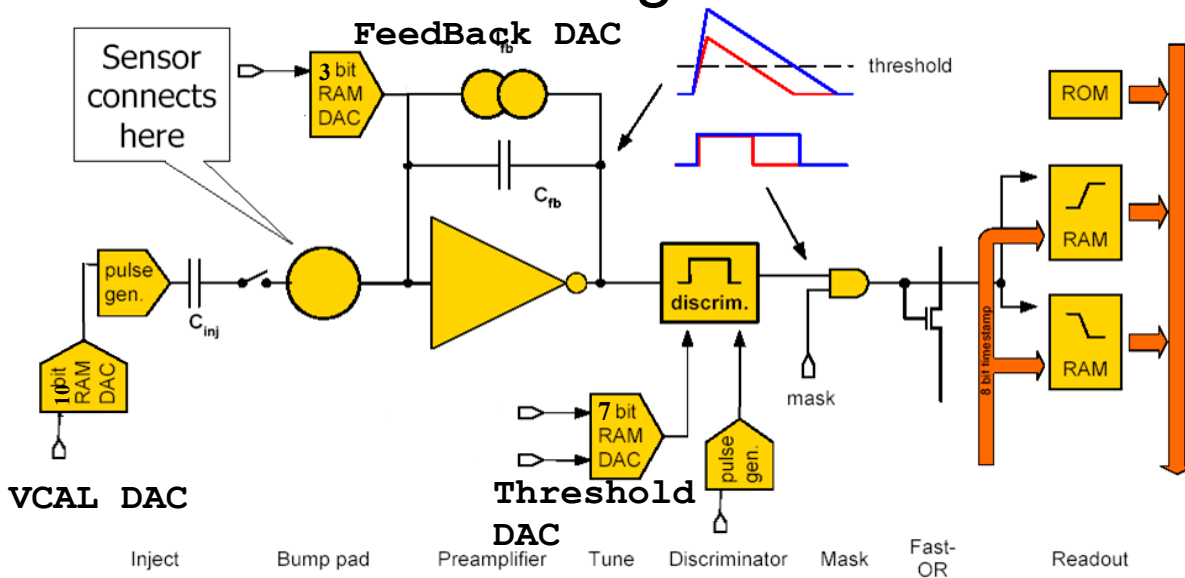 g
FeedBack DAC
fb
Sensor
connects
here
3 bit
RAM
DAC
threshold
ROM
C_fb
RAM
pulse
gen.
C_inj
discrim.
RAM
8 bit timestamp
10 bit
RAM
DAC
mask
7 bit
RAM
DAC
pulse
gen.
VCAL DAC
Threshold
DAC
Inject Bump pad Preamplifier Tune Discriminator Mask Fast-OR Readout